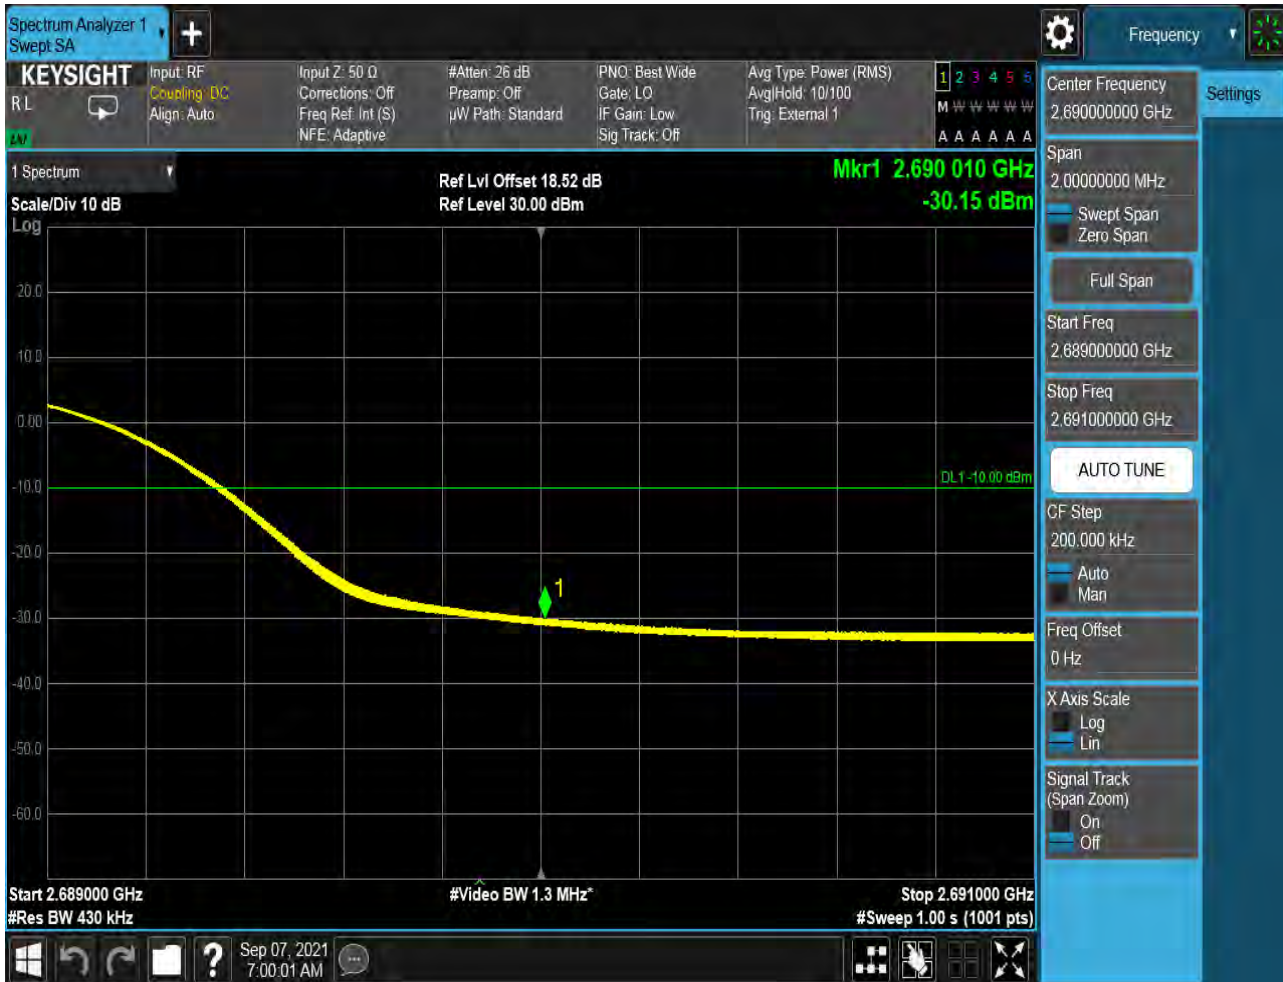 Spectrum Analyzer 1
Swept SA
Frequency
KEYSIGHT
R L
Input: RF
Coupling: DC
Align: Auto
Input Z: 50 Ω
Corrections: Off
Freq Ref: Int (S)
NFE: Adaptive
#Atten: 26 dB
Preamp: Off
µW Path: Standard
PNO: Best Wide
Gate: LO
IF Gain: Low
Sig Track: Off
Avg Type: Power (RMS)
Avg|Hold: 10/100
Trig: External 1
1 2 3 4 5 6
M W W W W W
A A A A A A
1 Spectrum
Scale/Div 10 dB
Ref Lvl Offset 18.52 dB
Ref Level 30.00 dBm
Mkr1 2.690 010 GHz
-30.15 dBm
Log
20.0
10.0
0.00
-10.0
-20.0
-30.0
-40.0
-50.0
-60.0
DL1 -10.00 dBm
1
Start 2.689000 GHz
#Res BW 430 kHz
#Video BW 1.3 MHz*
Stop 2.691000 GHz
#Sweep 1.00 s (1001 pts)
?
Sep 07, 2021
7:00:01 AM
Center Frequency
2.690000000 GHz
Settings
Span
2.00000000 MHz
Swept Span
Zero Span
Full Span
Start Freq
2.689000000 GHz
Stop Freq
2.691000000 GHz
AUTO TUNE
CF Step
200.000 kHz
Auto
Man
Freq Offset
0 Hz
X Axis Scale
Log
Lin
Signal Track
(Span Zoom)
On
Off